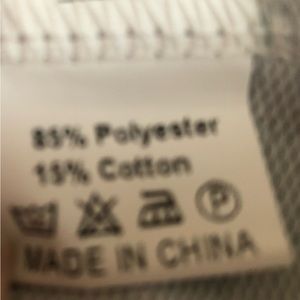 85% Polyester
15% Cotton
P
MADE IN CHINA